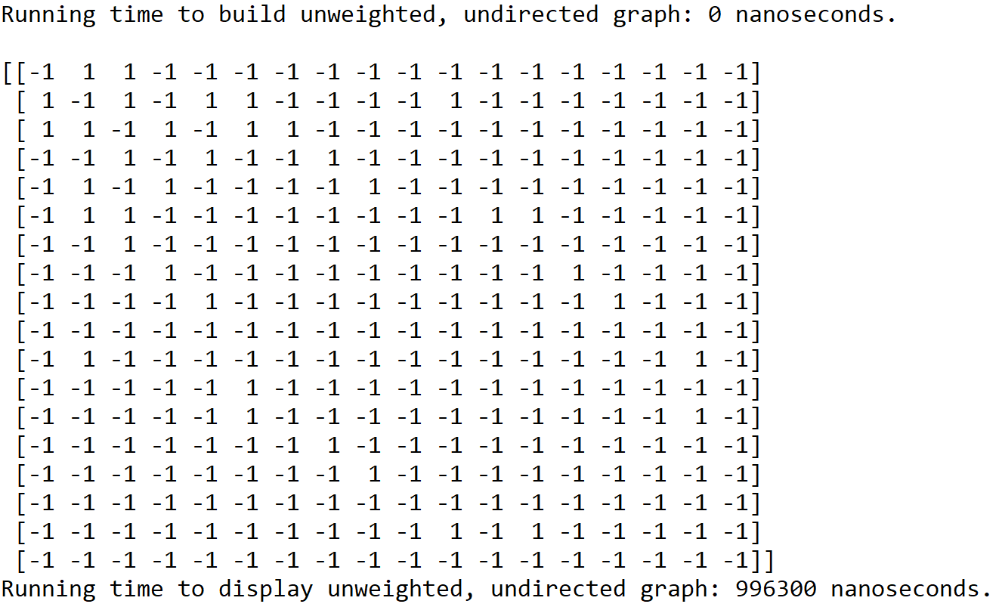 Running time to build unweighted, undirected graph: 0 nanoseconds.

[[-1  1  1 -1 -1 -1 -1 -1 -1 -1 -1 -1 -1 -1 -1 -1 -1 -1]
 [ 1 -1  1 -1  1  1 -1 -1 -1 -1  1 -1 -1 -1 -1 -1 -1 -1]
 [ 1  1 -1  1 -1  1  1 -1 -1 -1 -1 -1 -1 -1 -1 -1 -1 -1]
 [-1 -1  1 -1  1 -1 -1  1 -1 -1 -1 -1 -1 -1 -1 -1 -1 -1]
 [-1  1 -1  1 -1 -1 -1 -1  1 -1 -1 -1 -1 -1 -1 -1 -1 -1]
 [-1  1  1 -1 -1 -1 -1 -1 -1 -1 -1  1  1 -1 -1 -1 -1 -1]
 [-1 -1  1 -1 -1 -1 -1 -1 -1 -1 -1 -1 -1 -1 -1 -1 -1 -1]
 [-1 -1 -1  1 -1 -1 -1 -1 -1 -1 -1 -1 -1  1 -1 -1 -1 -1]
 [-1 -1 -1 -1  1 -1 -1 -1 -1 -1 -1 -1 -1 -1  1 -1 -1 -1]
 [-1 -1 -1 -1 -1 -1 -1 -1 -1 -1 -1 -1 -1 -1 -1 -1 -1 -1]
 [-1  1 -1 -1 -1 -1 -1 -1 -1 -1 -1 -1 -1 -1 -1 -1  1 -1]
 [-1 -1 -1 -1 -1  1 -1 -1 -1 -1 -1 -1 -1 -1 -1 -1 -1 -1]
 [-1 -1 -1 -1 -1  1 -1 -1 -1 -1 -1 -1 -1 -1 -1 -1  1 -1]
 [-1 -1 -1 -1 -1 -1 -1  1 -1 -1 -1 -1 -1 -1 -1 -1 -1 -1]
 [-1 -1 -1 -1 -1 -1 -1 -1  1 -1 -1 -1 -1 -1 -1 -1 -1 -1]
 [-1 -1 -1 -1 -1 -1 -1 -1 -1 -1 -1 -1 -1 -1 -1 -1 -1 -1]
 [-1 -1 -1 -1 -1 -1 -1 -1 -1 -1  1 -1  1 -1 -1 -1 -1 -1]
 [-1 -1 -1 -1 -1 -1 -1 -1 -1 -1 -1 -1 -1 -1 -1 -1 -1 -1]]
Running time to display unweighted, undirected graph: 996300 nanoseconds.